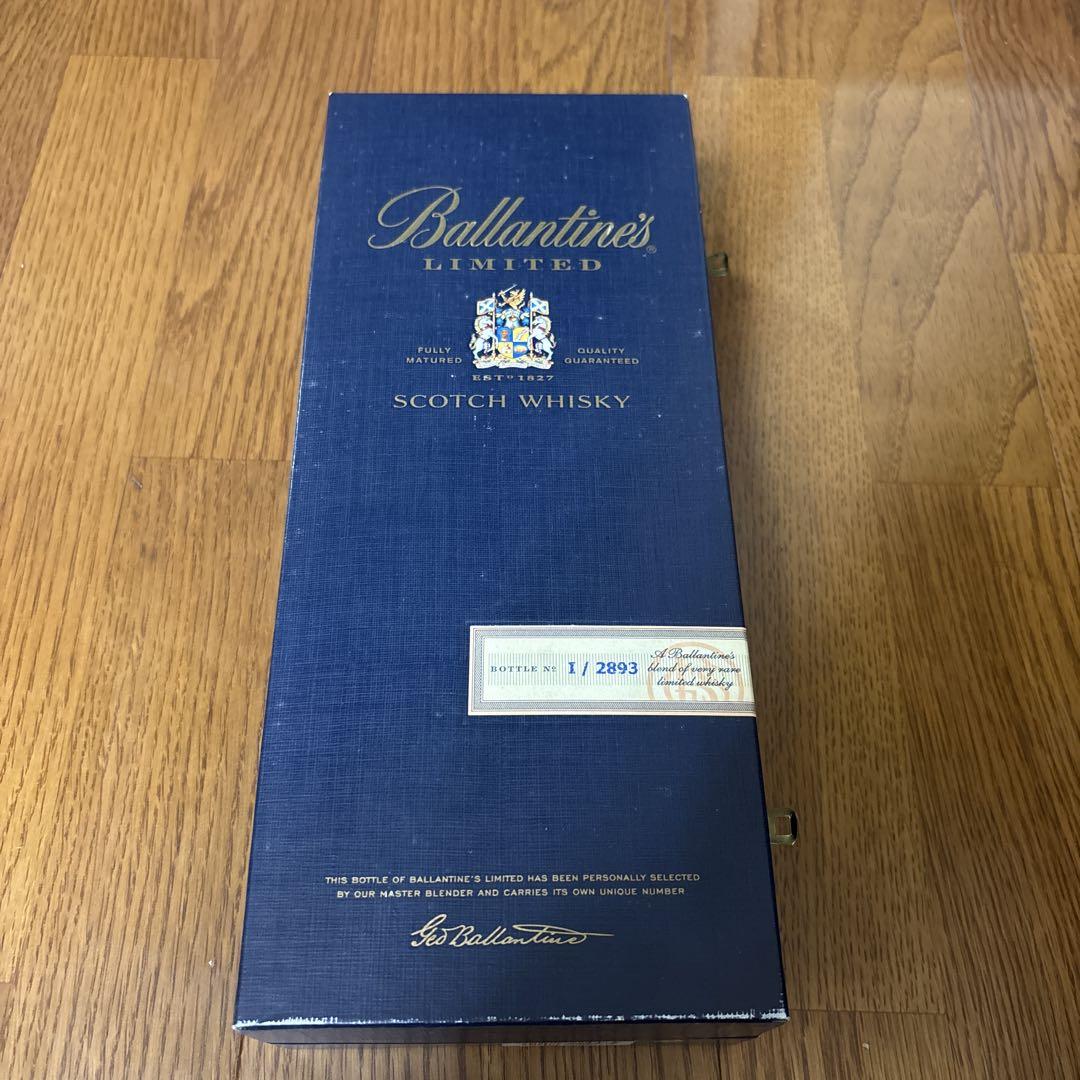 Ballantine's®
LIMITED
FULLY MATURED
QUALITY GUARANTEED
ESTD 1827
SCOTCH WHISKY
BOTTLE Nº I / 2893
A Ballantine's
blend of very rare
limited whisky
THIS BOTTLE OF BALLANTINE'S LIMITED HAS BEEN PERSONALLY SELECTED
BY OUR MASTER BLENDER AND CARRIES ITS OWN UNIQUE NUMBER
Geo Ballantine